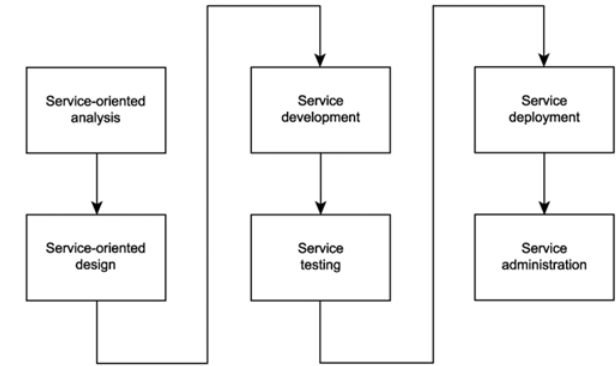 Service-oriented
analysis
Service-oriented
design
Service
development
Service
testing
Service
deployment
Service
administration